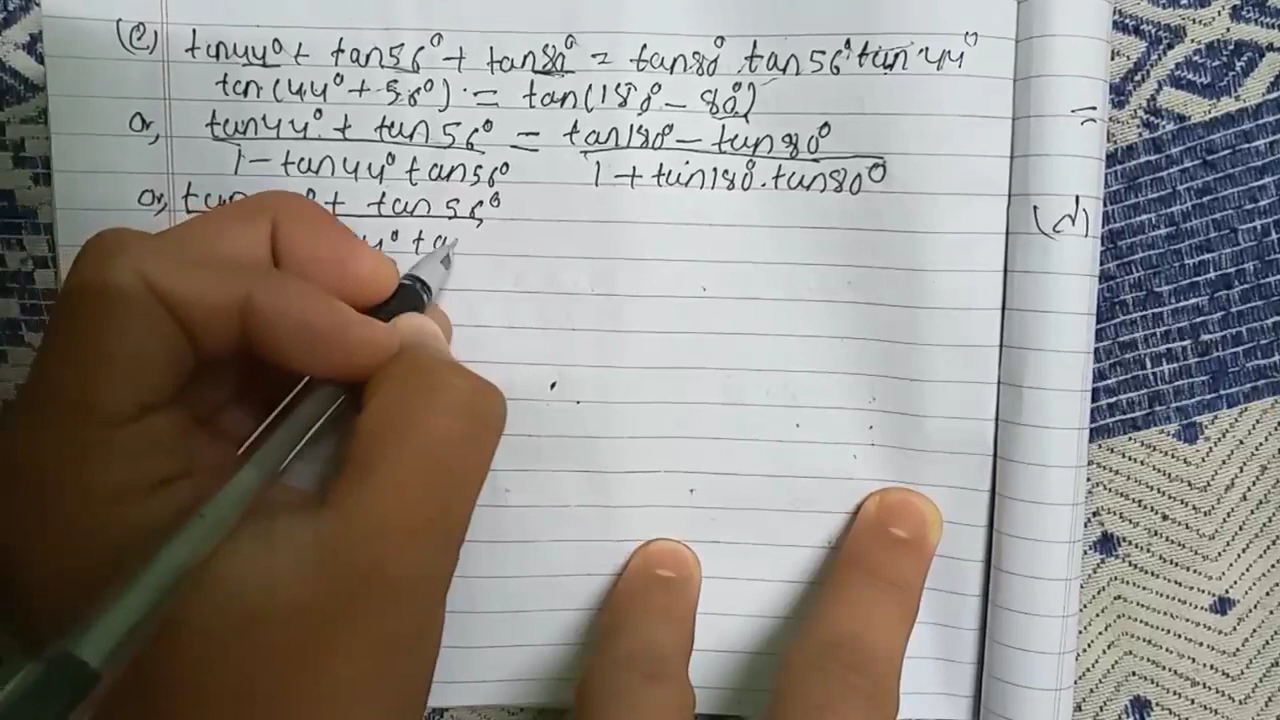 (e) tan44° + tan56° + tan80° = tan80° . tan56° tan44°
tan(44° + 56°) = tan(180° - 80°)
Or, tan44° + tan56° / 1 - tan44° tan56° = tan180° - tan80° / 1 + tan180° . tan80°
Or, + tan56°
=
(d)